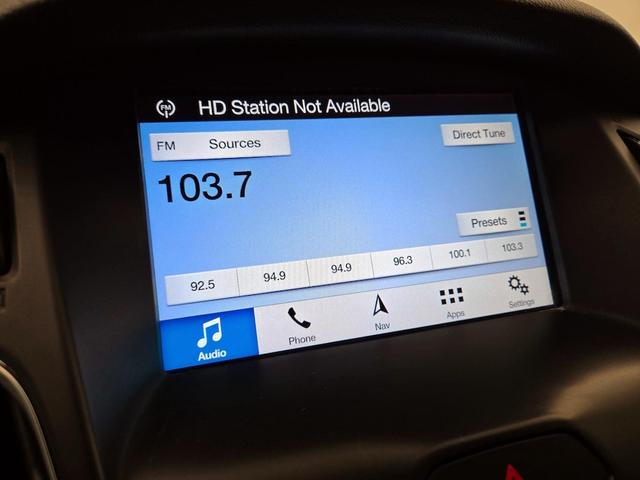 FM HD Station Not Available
FM Sources
Direct Tune
103.7
Presets
92.5 94.9 94.9 96.3 100.1 103.3
Audio Phone Nav Apps Settings